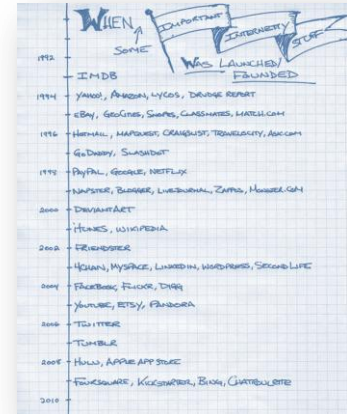 WHEN
SOME
IMPORTANT
INTERNETTY
STUFF
WAS LAUNCHED/
FOUNDED
1992
IMDB
1994 YAHOO!, AMAZON, LYCOS, DRUDGE REPORT
EBAY, GEOCITIES, SNOPES, CLASSMATES, MATCH.COM
1996 HOTMAIL, MAPQUEST, CRAIGSLIST, TRAVELOCITY, ASK.COM
GODADDY, SLASHDOT
1998 PAYPAL, GOOGLE, NETFLIX
NAPSTER, BLOGGER, LIVEJOURNAL, ZAPPOS,
2000 DEVIANTART
ITUNES, WIKIPEDIA
2002 FRIENDSTER
4CHAN, MYSPACE, LINKEDIN, WORDPRESS, SECOND LIFE
2004 FACEBOOK, FLICKR, DIGG
YOUTUBE, ETSY, PANDORA
2006 TWITTER
TUMBLR
2008 HULU, APPLE APP STORE
FOURSQUARE, KICKSTARTER, BING, CHATROULETTE
2010